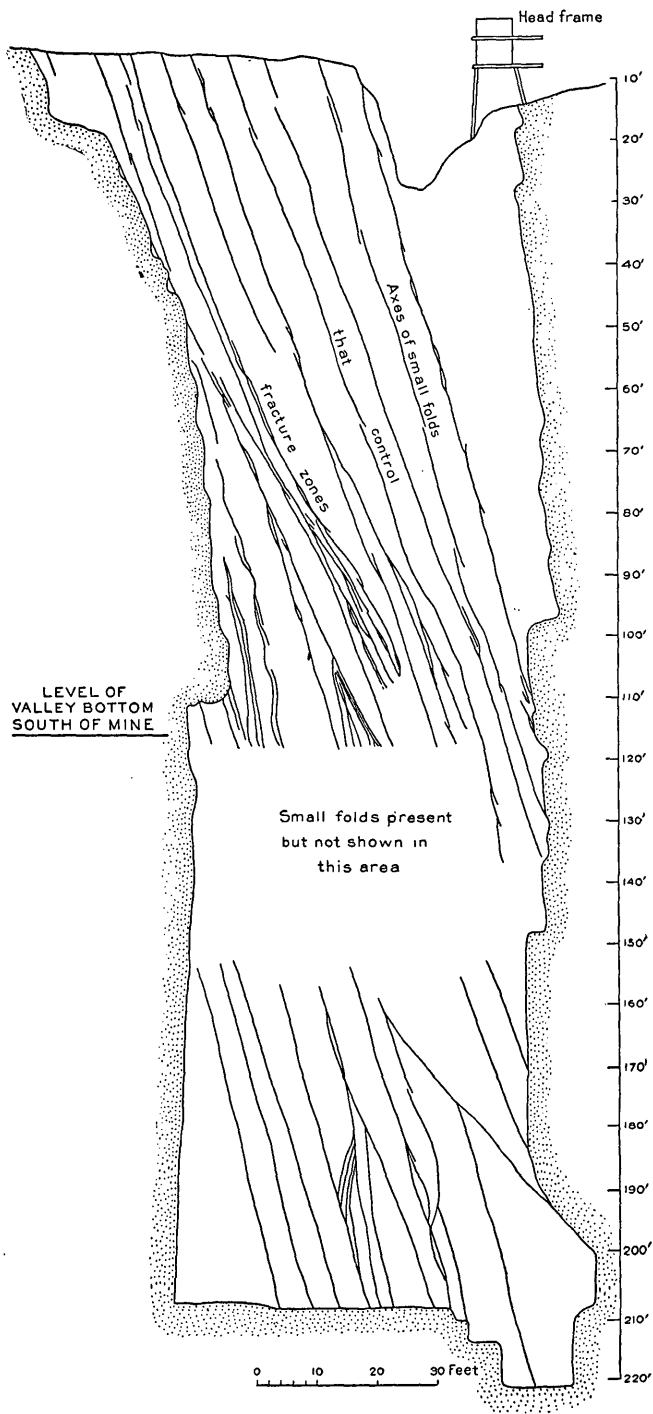 Head frame
10'
20'
30'
40'
50'
60'
70'
80'
90'
100'
110'
120'
130'
140'
150'
160'
170'
180'
190'
200'
210'
220'
Axes of small folds
that
control
fracture zones
LEVEL OF
VALLEY BOTTOM
SOUTH OF MINE
Small folds present
but not shown in
this area
0 10 20 30 Feet